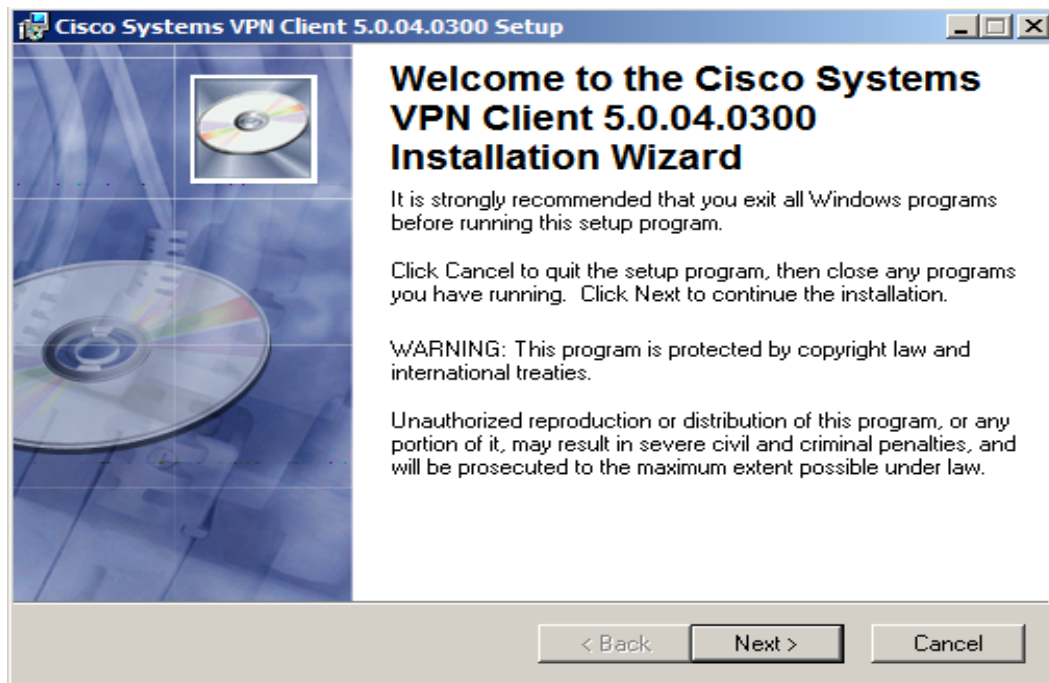 Cisco Systems VPN Client 5.0.04.0300 Setup
Welcome to the Cisco Systems
VPN Client 5.0.04.0300
Installation Wizard
It is strongly recommended that you exit all Windows programs
before running this setup program.
Click Cancel to quit the setup program, then close any programs
you have running.  Click Next to continue the installation.
WARNING: This program is protected by copyright law and
international treaties.
Unauthorized reproduction or distribution of this program, or any
portion of it, may result in severe civil and criminal penalties, and
will be prosecuted to the maximum extent possible under law.
< Back
Next >
Cancel